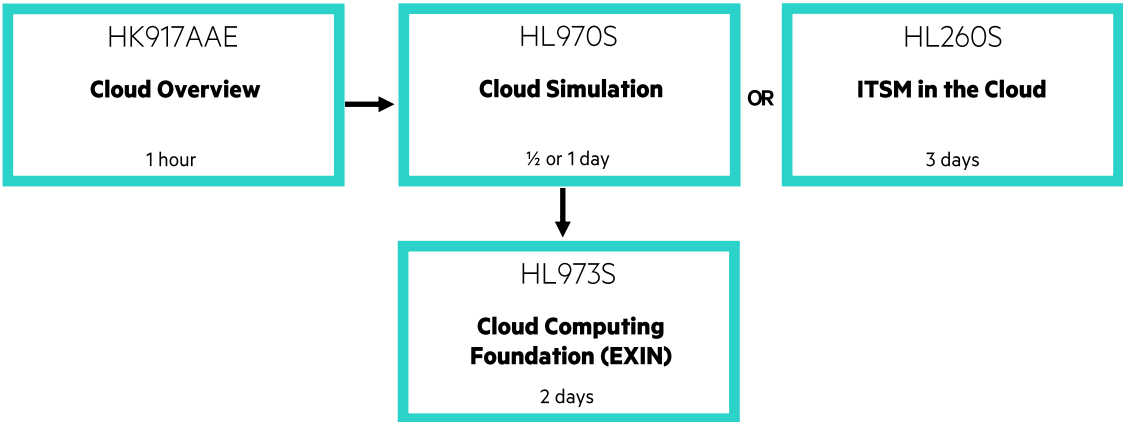 HK917AAE
Cloud Overview
1 hour
HL970S
Cloud Simulation
½ or 1 day
OR
HL260S
ITSM in the Cloud
3 days
HL973S
Cloud Computing
Foundation (EXIN)
2 days